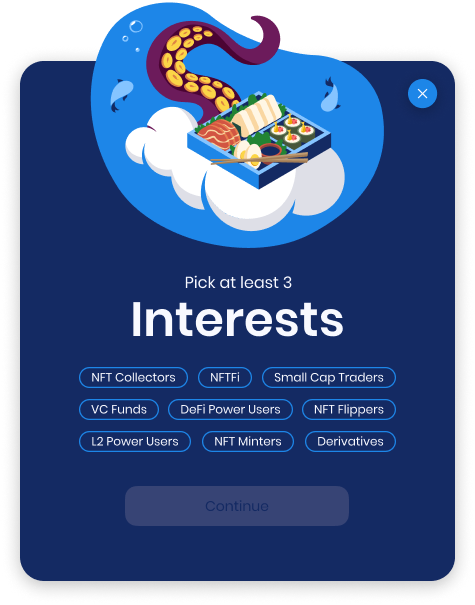 Pick at least 3
Interests
NFT Collectors NFTFi Small Cap Traders
VC Funds DeFi Power Users NFT Flippers
L2 Power Users NFT Minters Derivatives
Continue